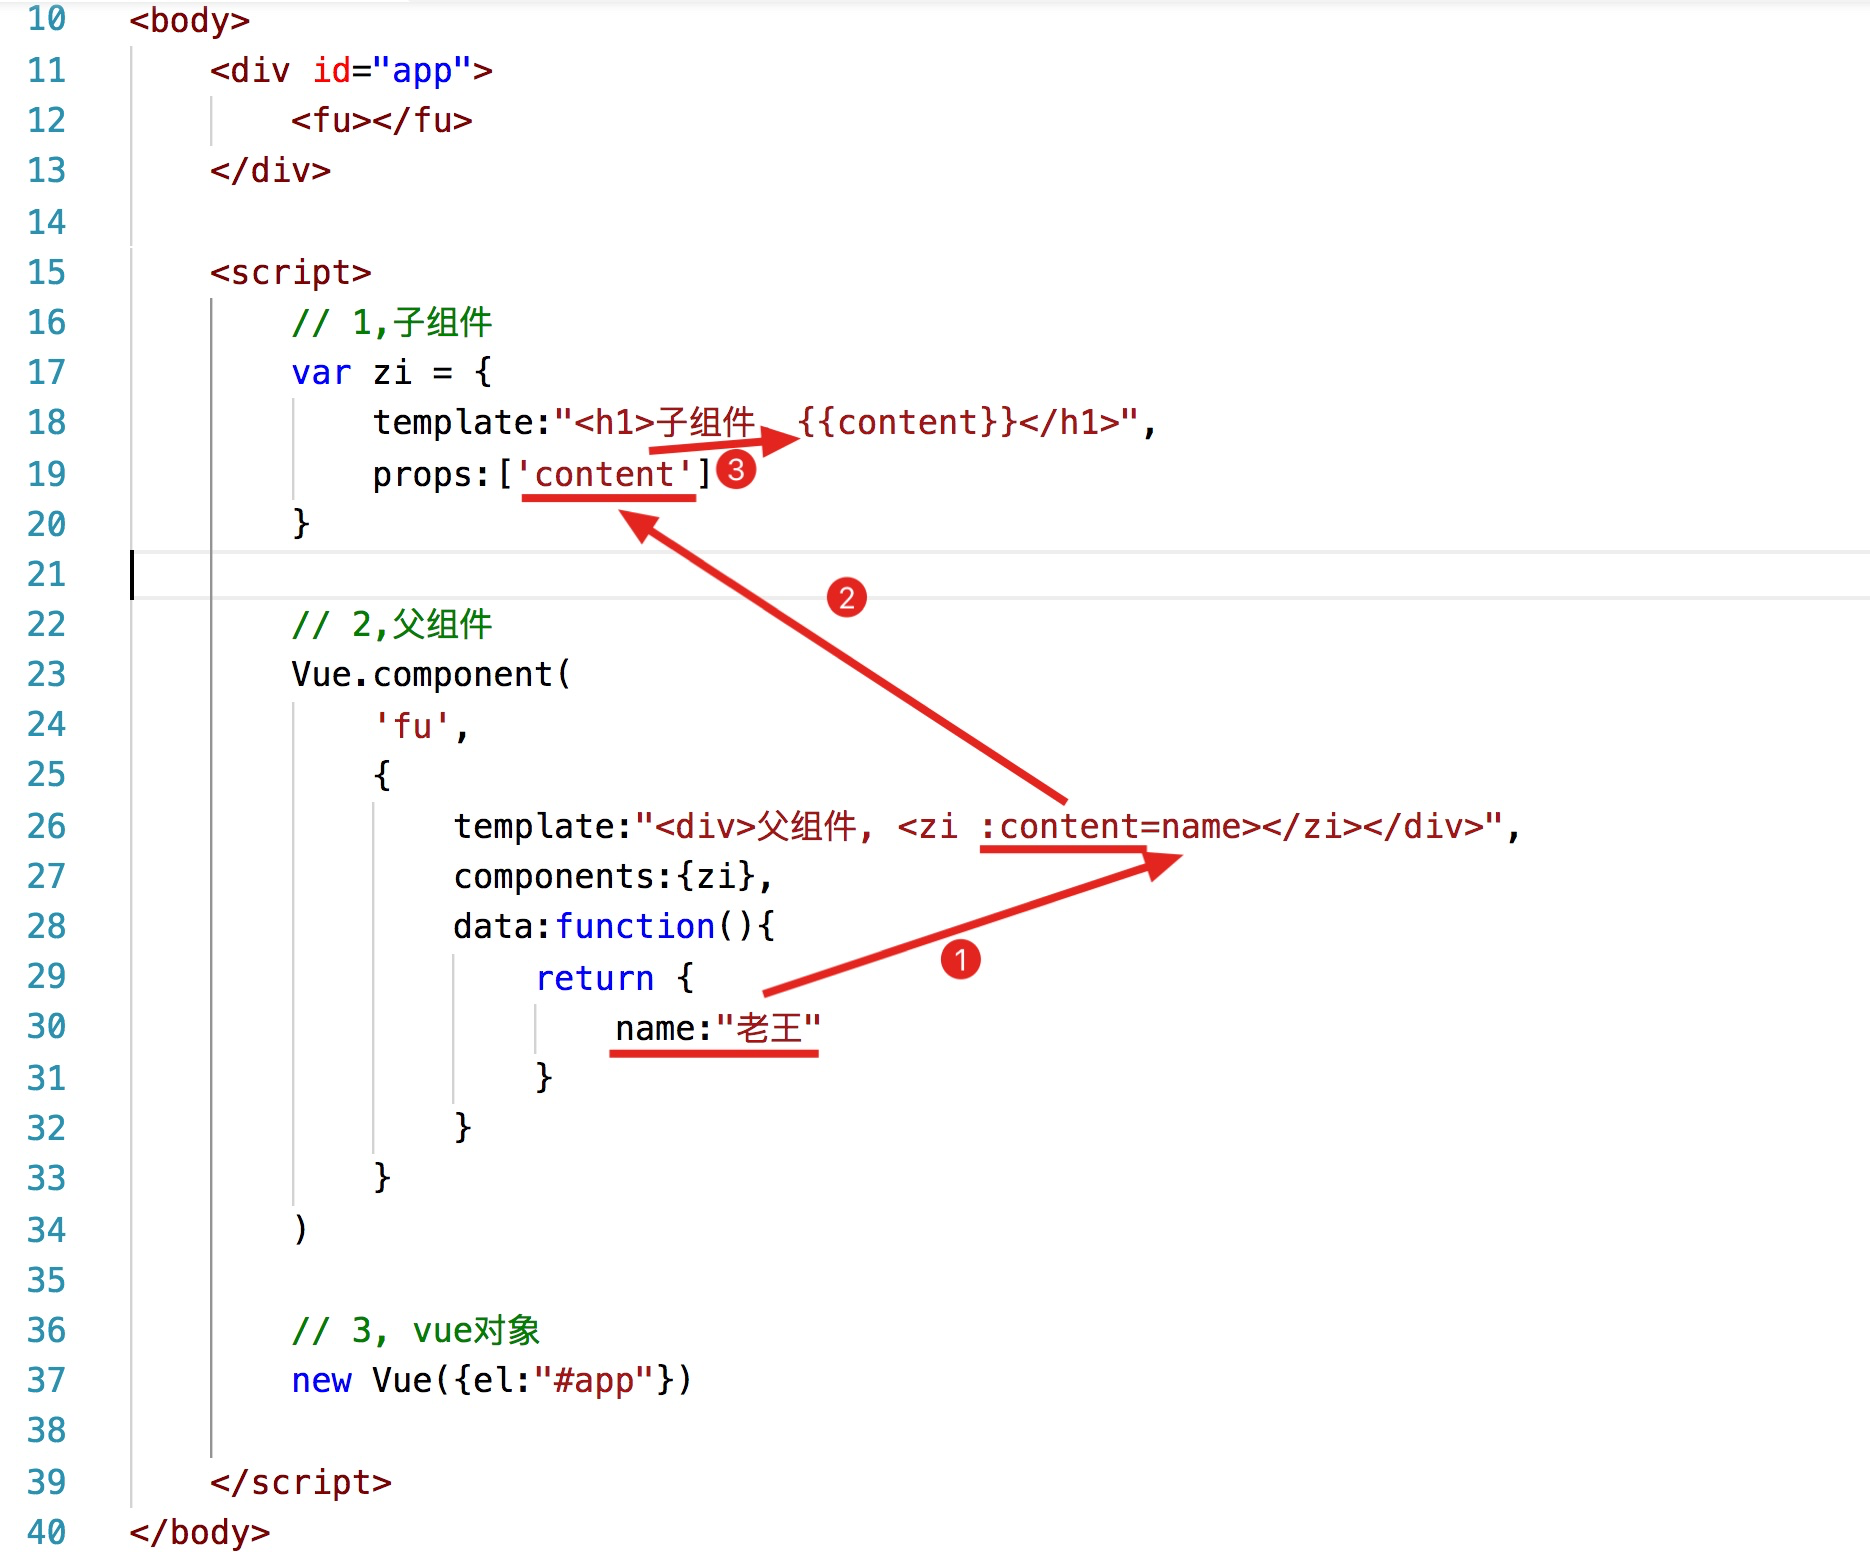 10 <body>
11 <div id="app">
12 <fu></fu>
13 </div>
14
15 <script>
16 // 1,子组件
17 var zi = {
18 template:"<h1>子组件  {{content}}</h1>",
19 props:['content'] 3
20 }
21
2
22 // 2,父组件
23 Vue.component(
24 'fu',
25 {
26 template:"<div>父组件, <zi :content=name></zi></div>",
27 components:{zi},
28 data:function(){
1
29 return {
30 name:"老王"
31 }
32 }
33 }
34 )
35
36 // 3, vue对象
37 new Vue({el:"#app"})
38
39 </script>
40 </body>